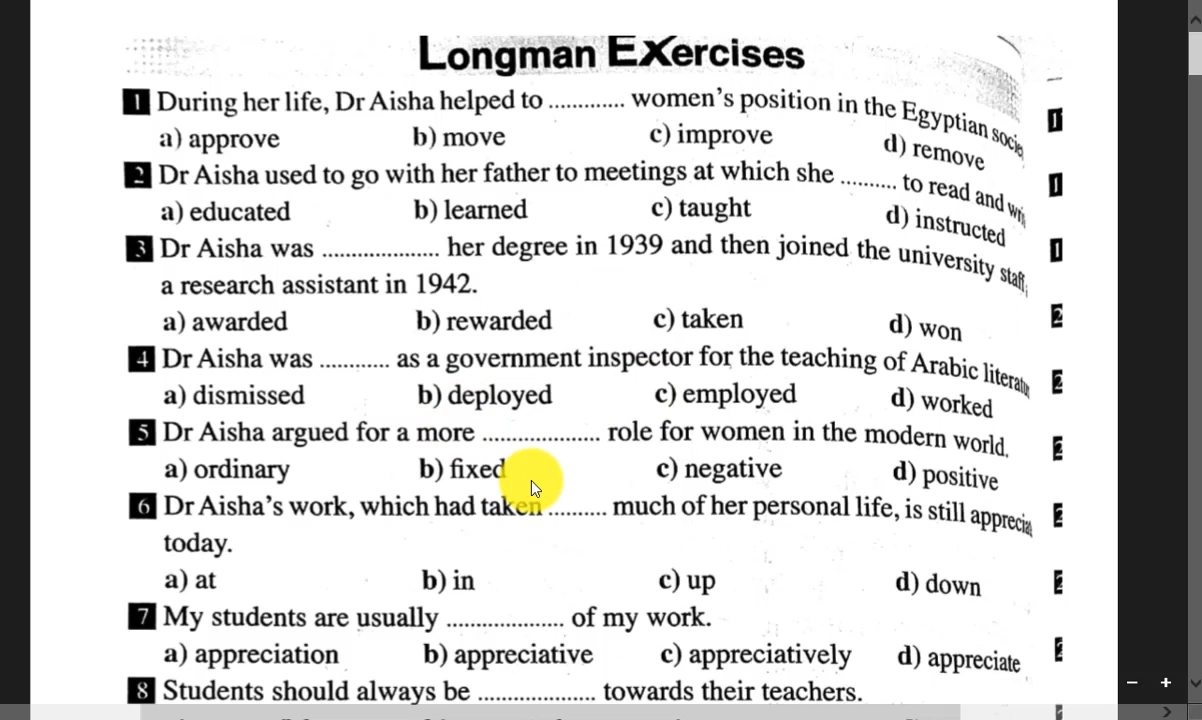 Longman EXercises
1 During her life, Dr Aisha helped to ............ women's position in the Egyptian
a) approve b) move c) improve d) remove
2 Dr Aisha used to go with her father to meetings at which she .......... to read and
a) educated b) learned c) taught d) instructed
3 Dr Aisha was .................... her degree in 1939 and then joined the university staff
a research assistant in 1942.
a) awarded b) rewarded c) taken d) won
4 Dr Aisha was ............ as a government inspector for the teaching of Arabic
a) dismissed b) deployed c) employed d) worked
5 Dr Aisha argued for a more .................... role for women in the modern world.
a) ordinary b) fixed c) negative d) positive
6 Dr Aisha's work, which had taken .......... much of her personal life, is still
today.
a) at b) in c) up d) down
7 My students are usually .................... of my work.
a) appreciation b) appreciative c) appreciatively d) appreciate
8 Students should always be .................... towards their teachers.